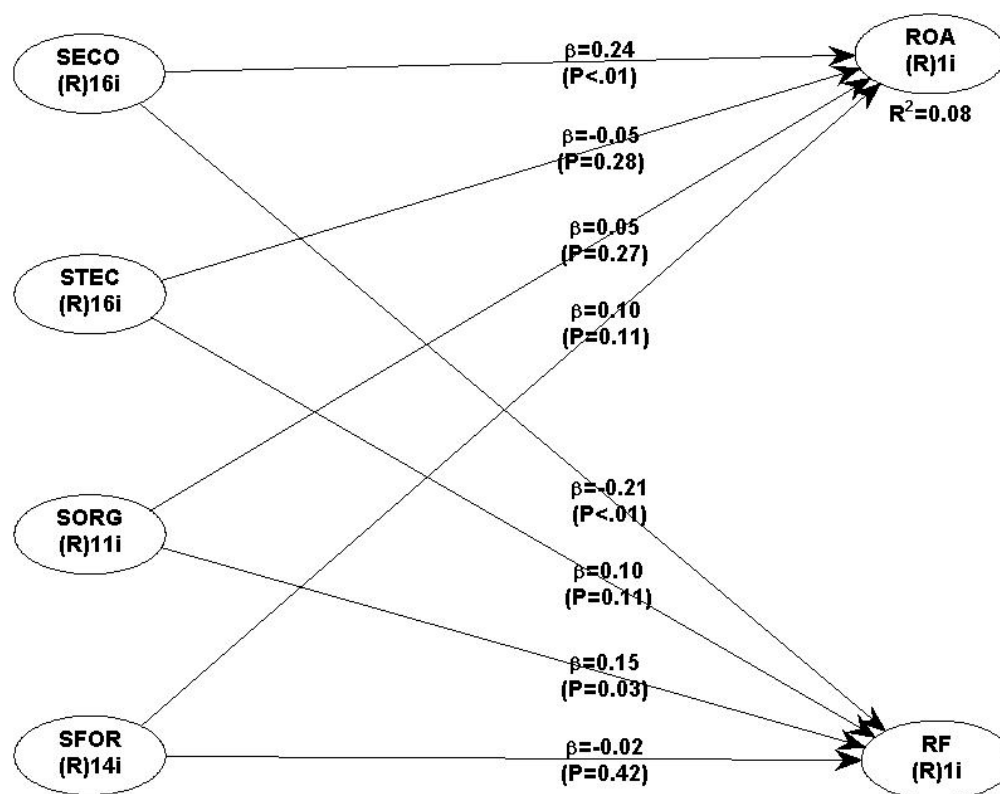 SECO
(R)16i
β=0.24
(P<.01)
ROA
(R)1i
R²=0.08
β=-0.05
(P=0.28)
β=0.05
(P=0.27)
STEC
(R)16i
β=0.10
(P=0.11)
β=-0.21
(P<.01)
SORG
(R)11i
β=0.10
(P=0.11)
β=0.15
(P=0.03)
SFOR
(R)14i
β=-0.02
(P=0.42)
RF
(R)1i